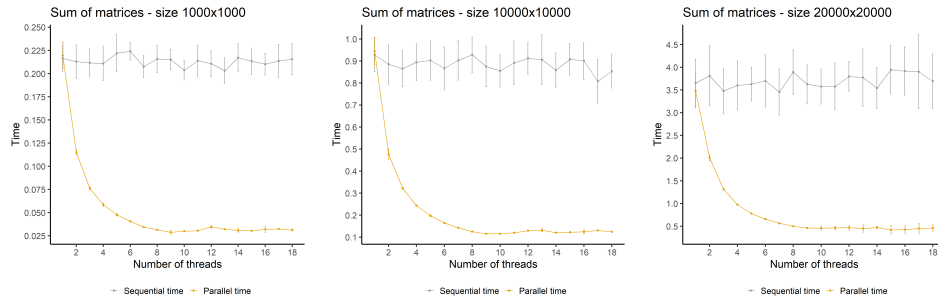 Sum of matrices - size 1000x1000
0.250
0.225
0.200
0.175
0.150
0.125
0.100
0.075
0.050
0.025
Time
2 4 6 8 10 12 14 16 18
Number of threads
Sequential time Parallel time
Sum of matrices - size 10000x10000
1.0
0.9
0.8
0.7
0.6
0.5
0.4
0.3
0.2
0.1
Time
2 4 6 8 10 12 14 16 18
Number of threads
Sequential time Parallel time
Sum of matrices - size 20000x20000
4.5
4.0
3.5
3.0
2.5
2.0
1.5
1.0
0.5
Time
2 4 6 8 10 12 14 16 18
Number of threads
Sequential time Parallel time